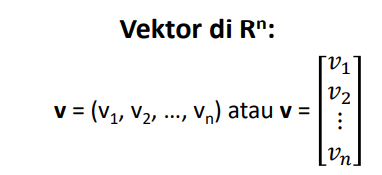 Vektor di Rⁿ:
v = (v₁, v₂, ..., vₙ) atau v = [v₁ v₂ ⋮ vₙ]